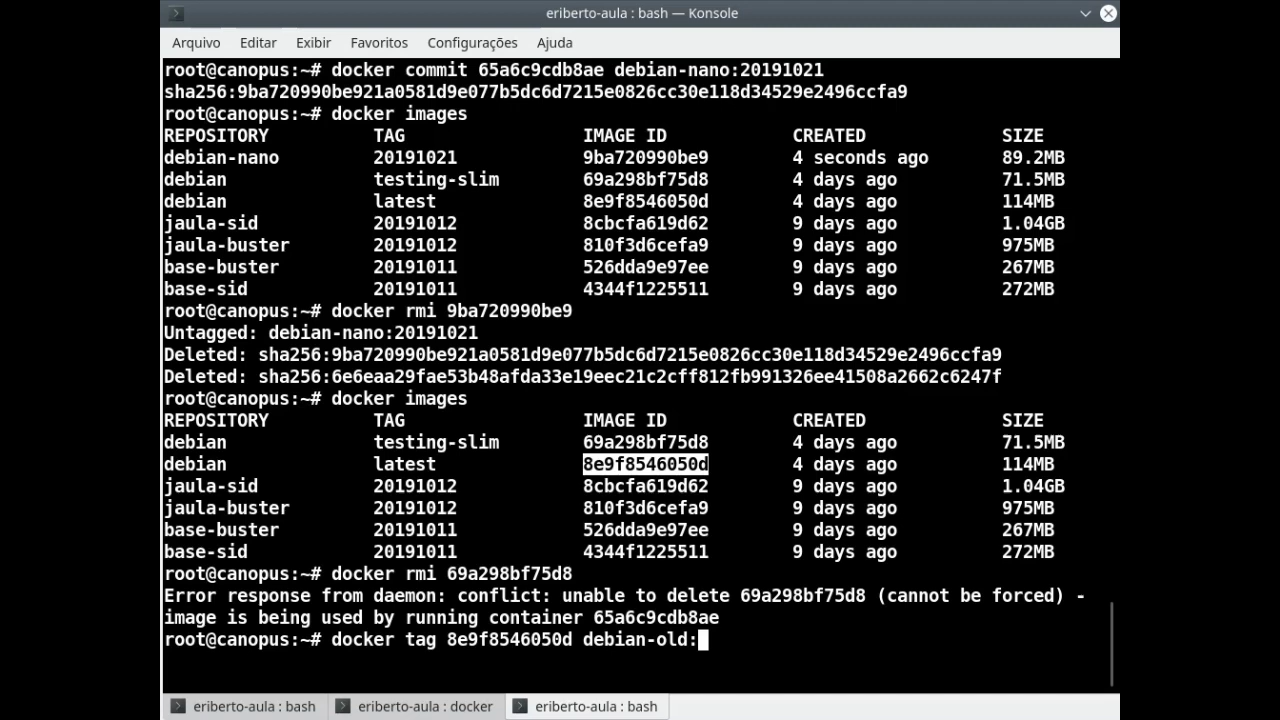 eriberto-aula : bash — Konsole
Arquivo Editar Exibir Favoritos Configurações Ajuda
root@canopus:~# docker commit 65a6c9cdb8ae debian-nano:20191021
sha256:9ba720990be921a0581d9e077b5dc6d7215e0826cc30e118d34529e2496ccfa9
root@canopus:~# docker images
REPOSITORY TAG IMAGE ID CREATED SIZE
debian-nano 20191021 9ba720990be9 4 seconds ago 89.2MB
debian testing-slim 69a298bf75d8 4 days ago 71.5MB
debian latest 8e9f8546050d 4 days ago 114MB
jaula-sid 20191012 8cbcfa619d62 9 days ago 1.04GB
jaula-buster 20191012 810f3d6cefa9 9 days ago 975MB
base-buster 20191011 526dda9e97ee 9 days ago 267MB
base-sid 20191011 4344f1225511 9 days ago 272MB
root@canopus:~# docker rmi 9ba720990be9
Untagged: debian-nano:20191021
Deleted: sha256:9ba720990be921a0581d9e077b5dc6d7215e0826cc30e118d34529e2496ccfa9
Deleted: sha256:6e6eaa29fae53b48afda33e19eec21c2cff812fb991326ee41508a2662c6247f
root@canopus:~# docker images
REPOSITORY TAG IMAGE ID CREATED SIZE
debian testing-slim 69a298bf75d8 4 days ago 71.5MB
debian latest 8e9f8546050d 4 days ago 114MB
jaula-sid 20191012 8cbcfa619d62 9 days ago 1.04GB
jaula-buster 20191012 810f3d6cefa9 9 days ago 975MB
base-buster 20191011 526dda9e97ee 9 days ago 267MB
base-sid 20191011 4344f1225511 9 days ago 272MB
root@canopus:~# docker rmi 69a298bf75d8
Error response from daemon: conflict: unable to delete 69a298bf75d8 (cannot be forced) -
image is being used by running container 65a6c9cdb8ae
root@canopus:~# docker tag 8e9f8546050d debian-old:
eriberto-aula : bash eriberto-aula : docker eriberto-aula : bash